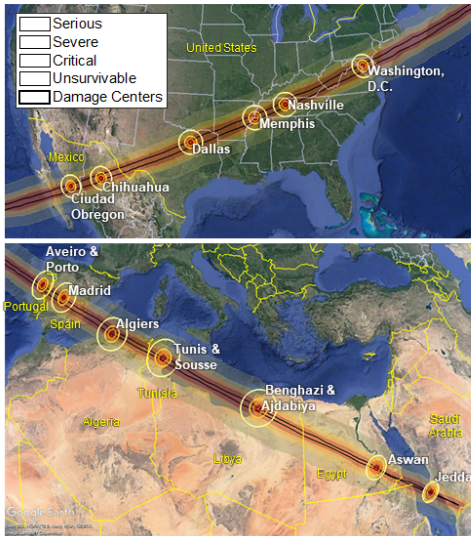 Serious
Severe
Critical
Unsurvivable
Damage Centers
United States
Washington,
D.C.
Nashville
Memphis
Dallas
Mexico
Chihuahua
Ciudad
Obregon
Aveiro &
Porto
Madrid
Portugal
Spain
Algiers
Tunis &
Sousse
Tunisia
Benghazi &
Ajdabiya
Algeria
Saudi
Arabia
Libya
Egypt
Aswan
Jedda
Google Earth